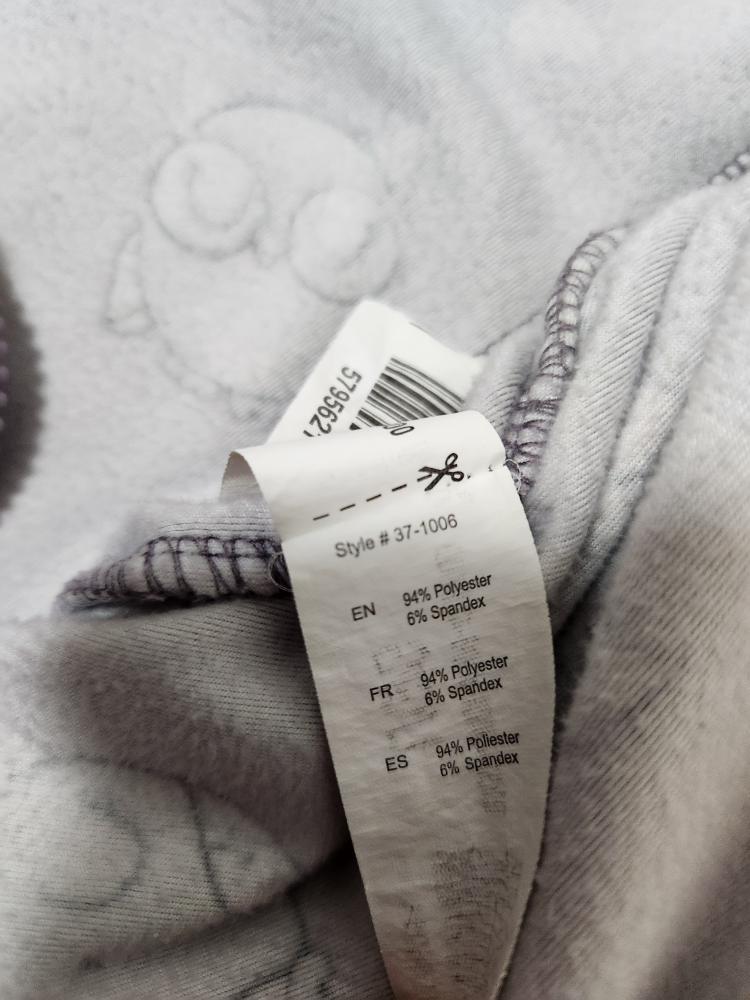 579562
Style # 37-1006
EN
94% Polyester
6% Spandex
FR
94% Polyester
6% Spandex
ES
94% Poliester
6% Spandex